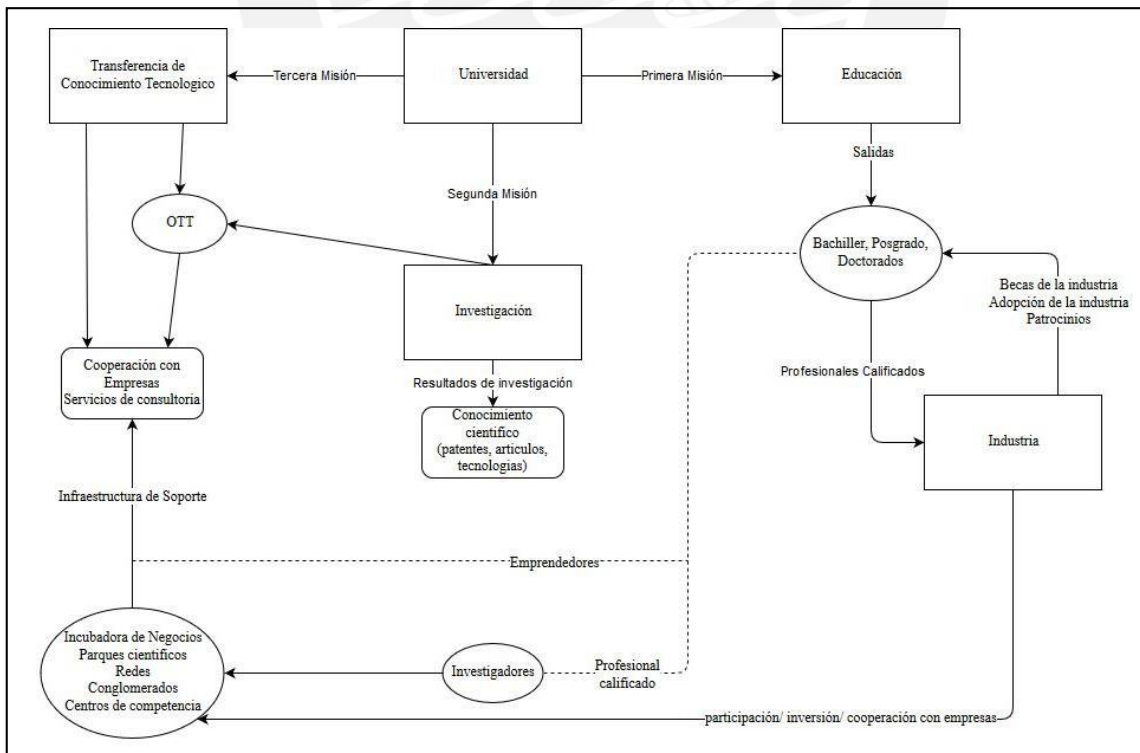 Transferencia de
Conocimiento Tecnologico
Tercera Misión
Universidad
Primera Misión
Educación
Salidas
Segunda Misión
OTT
Bachiller, Posgrado,
Doctorados
Becas de la industria
Adopción de la industria
Patrocinios
Investigación
Cooperación con
Empresas
Servicios de consultoria
Resultados de investigación
Profesionales Calificados
Conocimiento
cientifico
(patentes, articulos,
tecnologias)
Industria
Infraestructura de Soporte
Emprendedores
Incubadora de Negocios
Parques cientificos
Redes
Conglomerados
Centros de competencia
Investigadores
Profesional
calificado
participación/ inversión/ cooperación con empresas